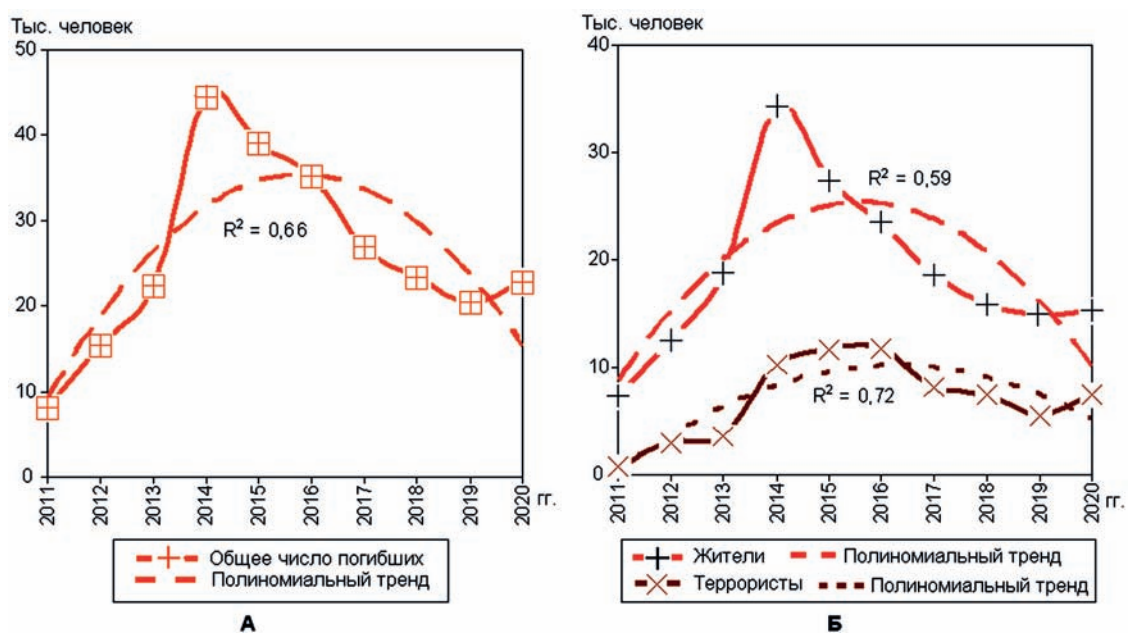 Тыс. человек
50
40
30
20
10
0
R² = 0,66
2011
2012
2013
2014
2015
2016
2017
2018
2019
2020
гг.
Общее число погибших
Полиномиальный тренд
А
Тыс. человек
40
30
20
10
0
R² = 0,59
R² = 0,72
2011
2012
2013
2014
2015
2016
2017
2018
2019
2020
гг.
Жители Полиномиальный тренд
Террористы Полиномиальный тренд
Б